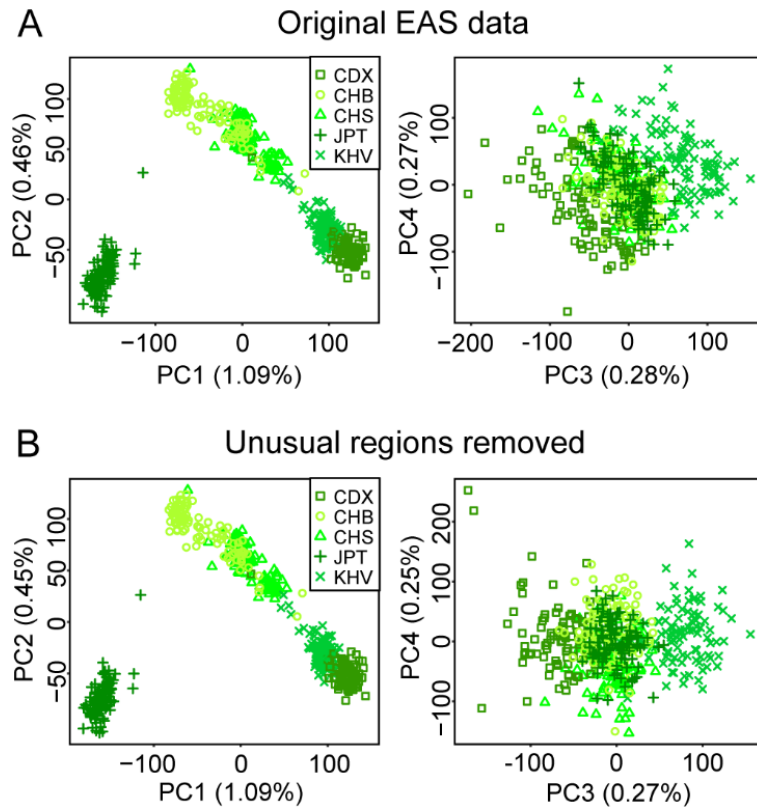 A Original EAS data
CDX
CHB
CHS
JPT
KHV
PC2 (0.46%)
100
50
0
−50
−100
0
100
PC1 (1.09%)
PC4 (0.27%)
100
0
-100
-200
-100
0
100
PC3 (0.28%)
B Unusual regions removed
CDX
CHB
CHS
JPT
KHV
PC2 (0.45%)
100
50
0
−50
−100
0
100
PC1 (1.09%)
PC4 (0.25%)
200
100
0
-100
-100
0
100
PC3 (0.27%)